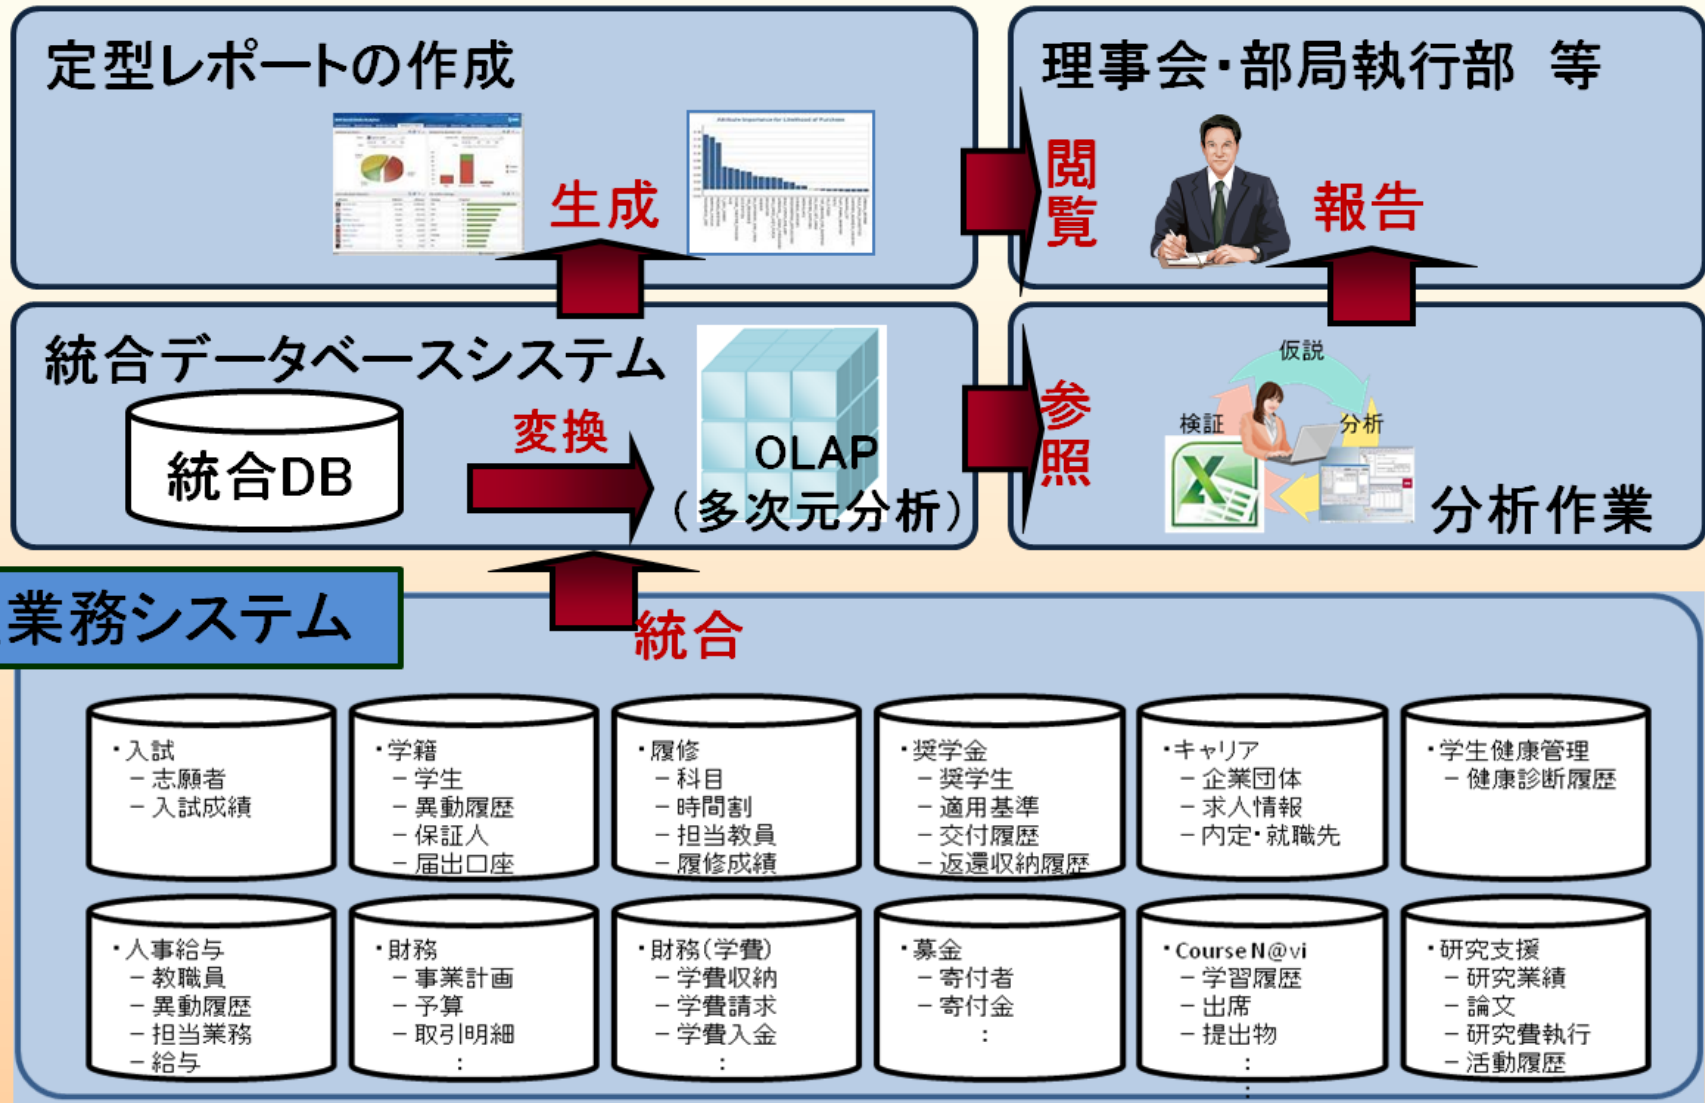 定型レポートの作成
Attribute Importance for Likelihood of Purchase
生成
理事会・部局執行部 等
閲覧
報告
統合データベースシステム
統合DB
変換
OLAP
(多次元分析)
参照
仮説
検証
分析
分析作業
業務システム
統合
・入試
– 志願者
– 入試成績
・学籍
– 学生
– 異動履歴
– 保証人
– 届出口座
・履修
– 科目
– 時間割
– 担当教員
– 履修成績
・奨学金
– 奨学生
– 適用基準
– 交付履歴
– 返還収納履歴
・キャリア
– 企業団体
– 求人情報
– 内定・就職先
・学生健康管理
– 健康診断履歴
・人事給与
– 教職員
– 異動履歴
– 担当業務
– 給与
・財務
– 事業計画
– 予算
– 取引明細
:
・財務(学費)
– 学費収納
– 学費請求
– 学費入金
:
・募金
– 寄付者
– 寄付金
:
・Course N@vi
– 学習履歴
– 出席
– 提出物
:
:
・研究支援
– 研究業績
– 論文
– 研究費執行
– 活動履歴